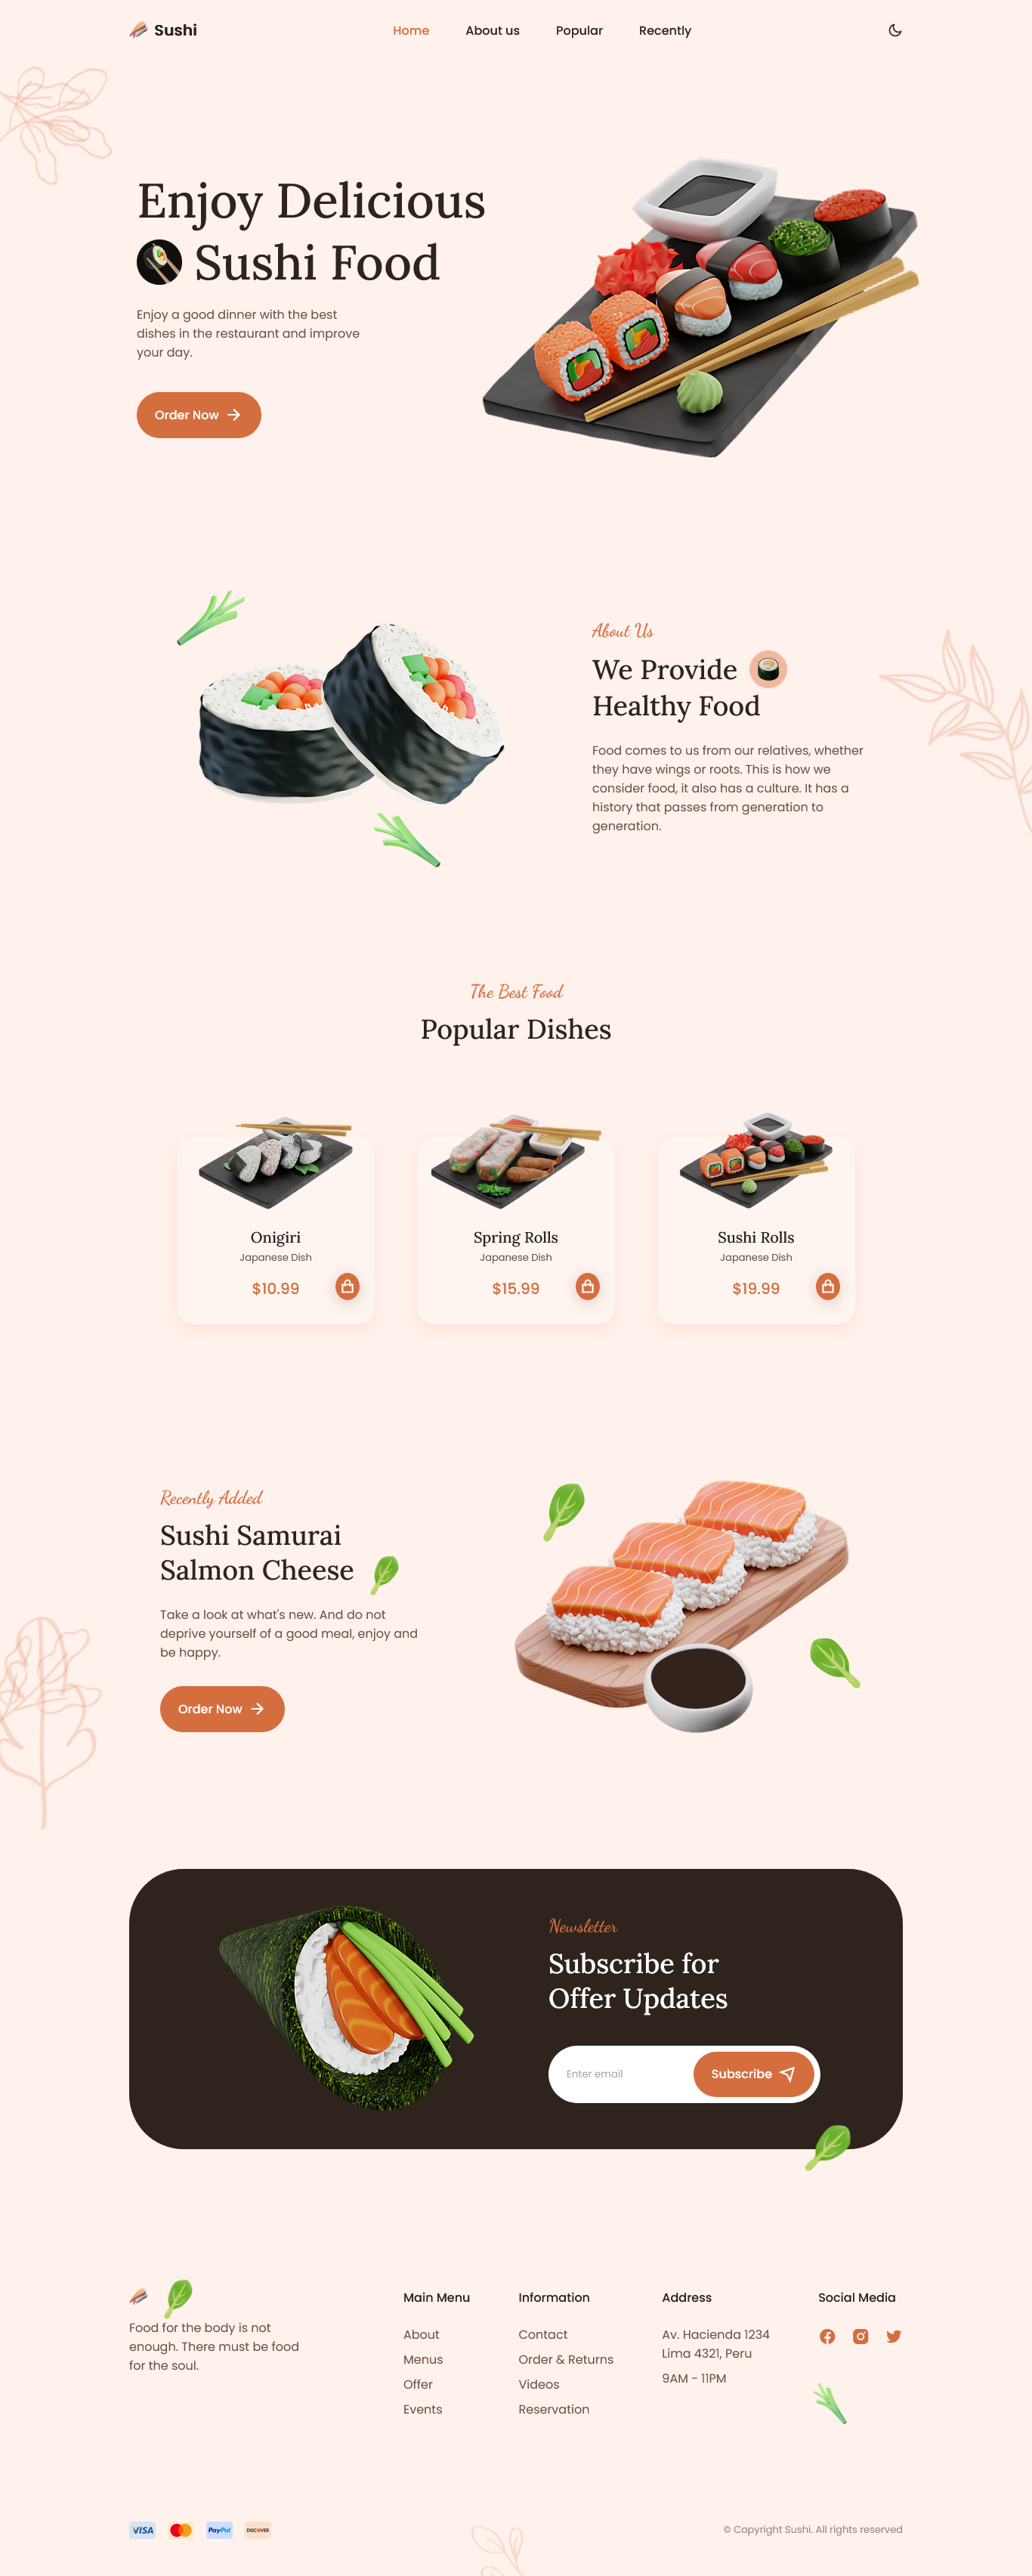 Sushi
Home
About us
Popular
Recently
Enjoy Delicious
Sushi Food
Enjoy a good dinner with the best
dishes in the restaurant and improve
your day.
Order Now
About Us
We Provide
Healthy Food
Food comes to us from our relatives, whether
they have wings or roots. This is how we
consider food, it also has a culture. It has a
history that passes from generation to
generation.
The Best Food
Popular Dishes
Onigiri
Japanese Dish
$10.99
Spring Rolls
Japanese Dish
$15.99
Sushi Rolls
Japanese Dish
$19.99
Recently Added
Sushi Samurai
Salmon Cheese
Take a look at what's new. And do not
deprive yourself of a good meal, enjoy and
be happy.
Order Now
Newsletter
Subscribe for
Offer Updates
Enter email
Subscribe
Food for the body is not
enough. There must be food
for the soul.
Main Menu
About
Menus
Offer
Events
Information
Contact
Order & Returns
Videos
Reservation
Address
Av. Hacienda 1234
Lima 4321, Peru
9AM - 11PM
Social Media
VISA
PayPal
DISCOVER
© Copyright Sushi. All rights reserved